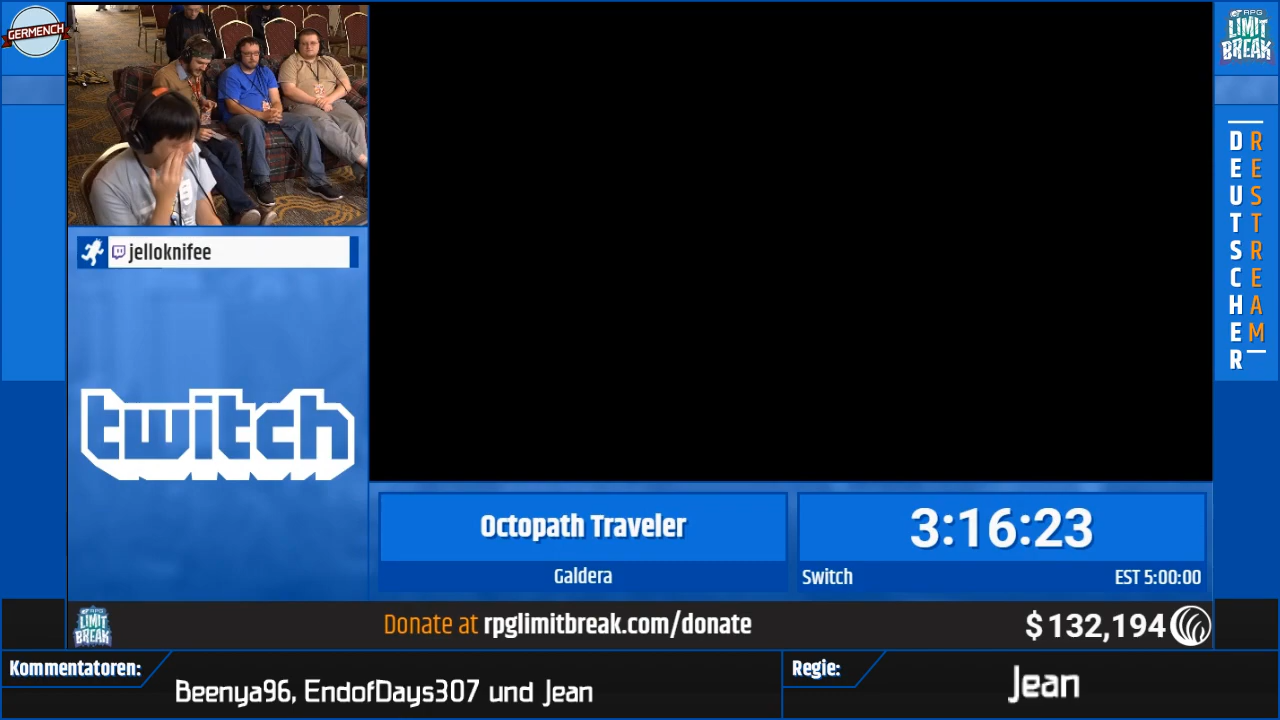 GERMENCH
RPG
LIMIT
BREAK
DEUTSCHER
RESTREAM
jelloknifee
twitch
Octopath Traveler
Galdera
3:16:23
Switch
EST 5:00:00
RPG
LIMIT
BREAK
Donate at rpglimitbreak.com/donate
$132,194
Kommentatoren:
Beenya96, EndofDays307 und Jean
Regie:
Jean